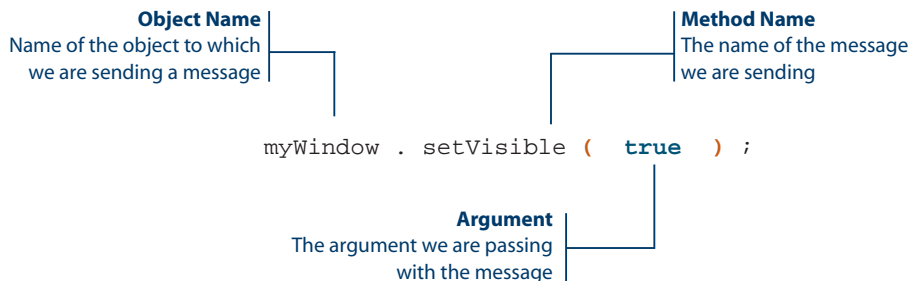 Object Name
Name of the object to which
we are sending a message
Method Name
The name of the message
we are sending
myWindow . setVisible ( true ) ;
Argument
The argument we are passing
with the message